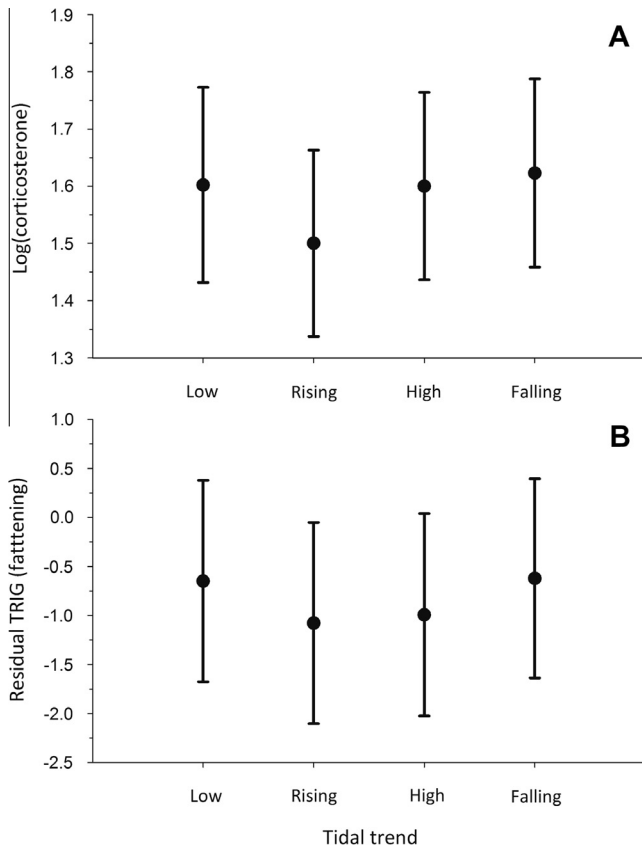 A
Log(corticosterone)
1.9
1.8
1.7
1.6
1.5
1.4
1.3
Low Rising High Falling
B
Residual TRIG (fatttening)
1.0
0.5
0.0
-0.5
-1.0
-1.5
-2.0
-2.5
Low Rising High Falling
Tidal trend